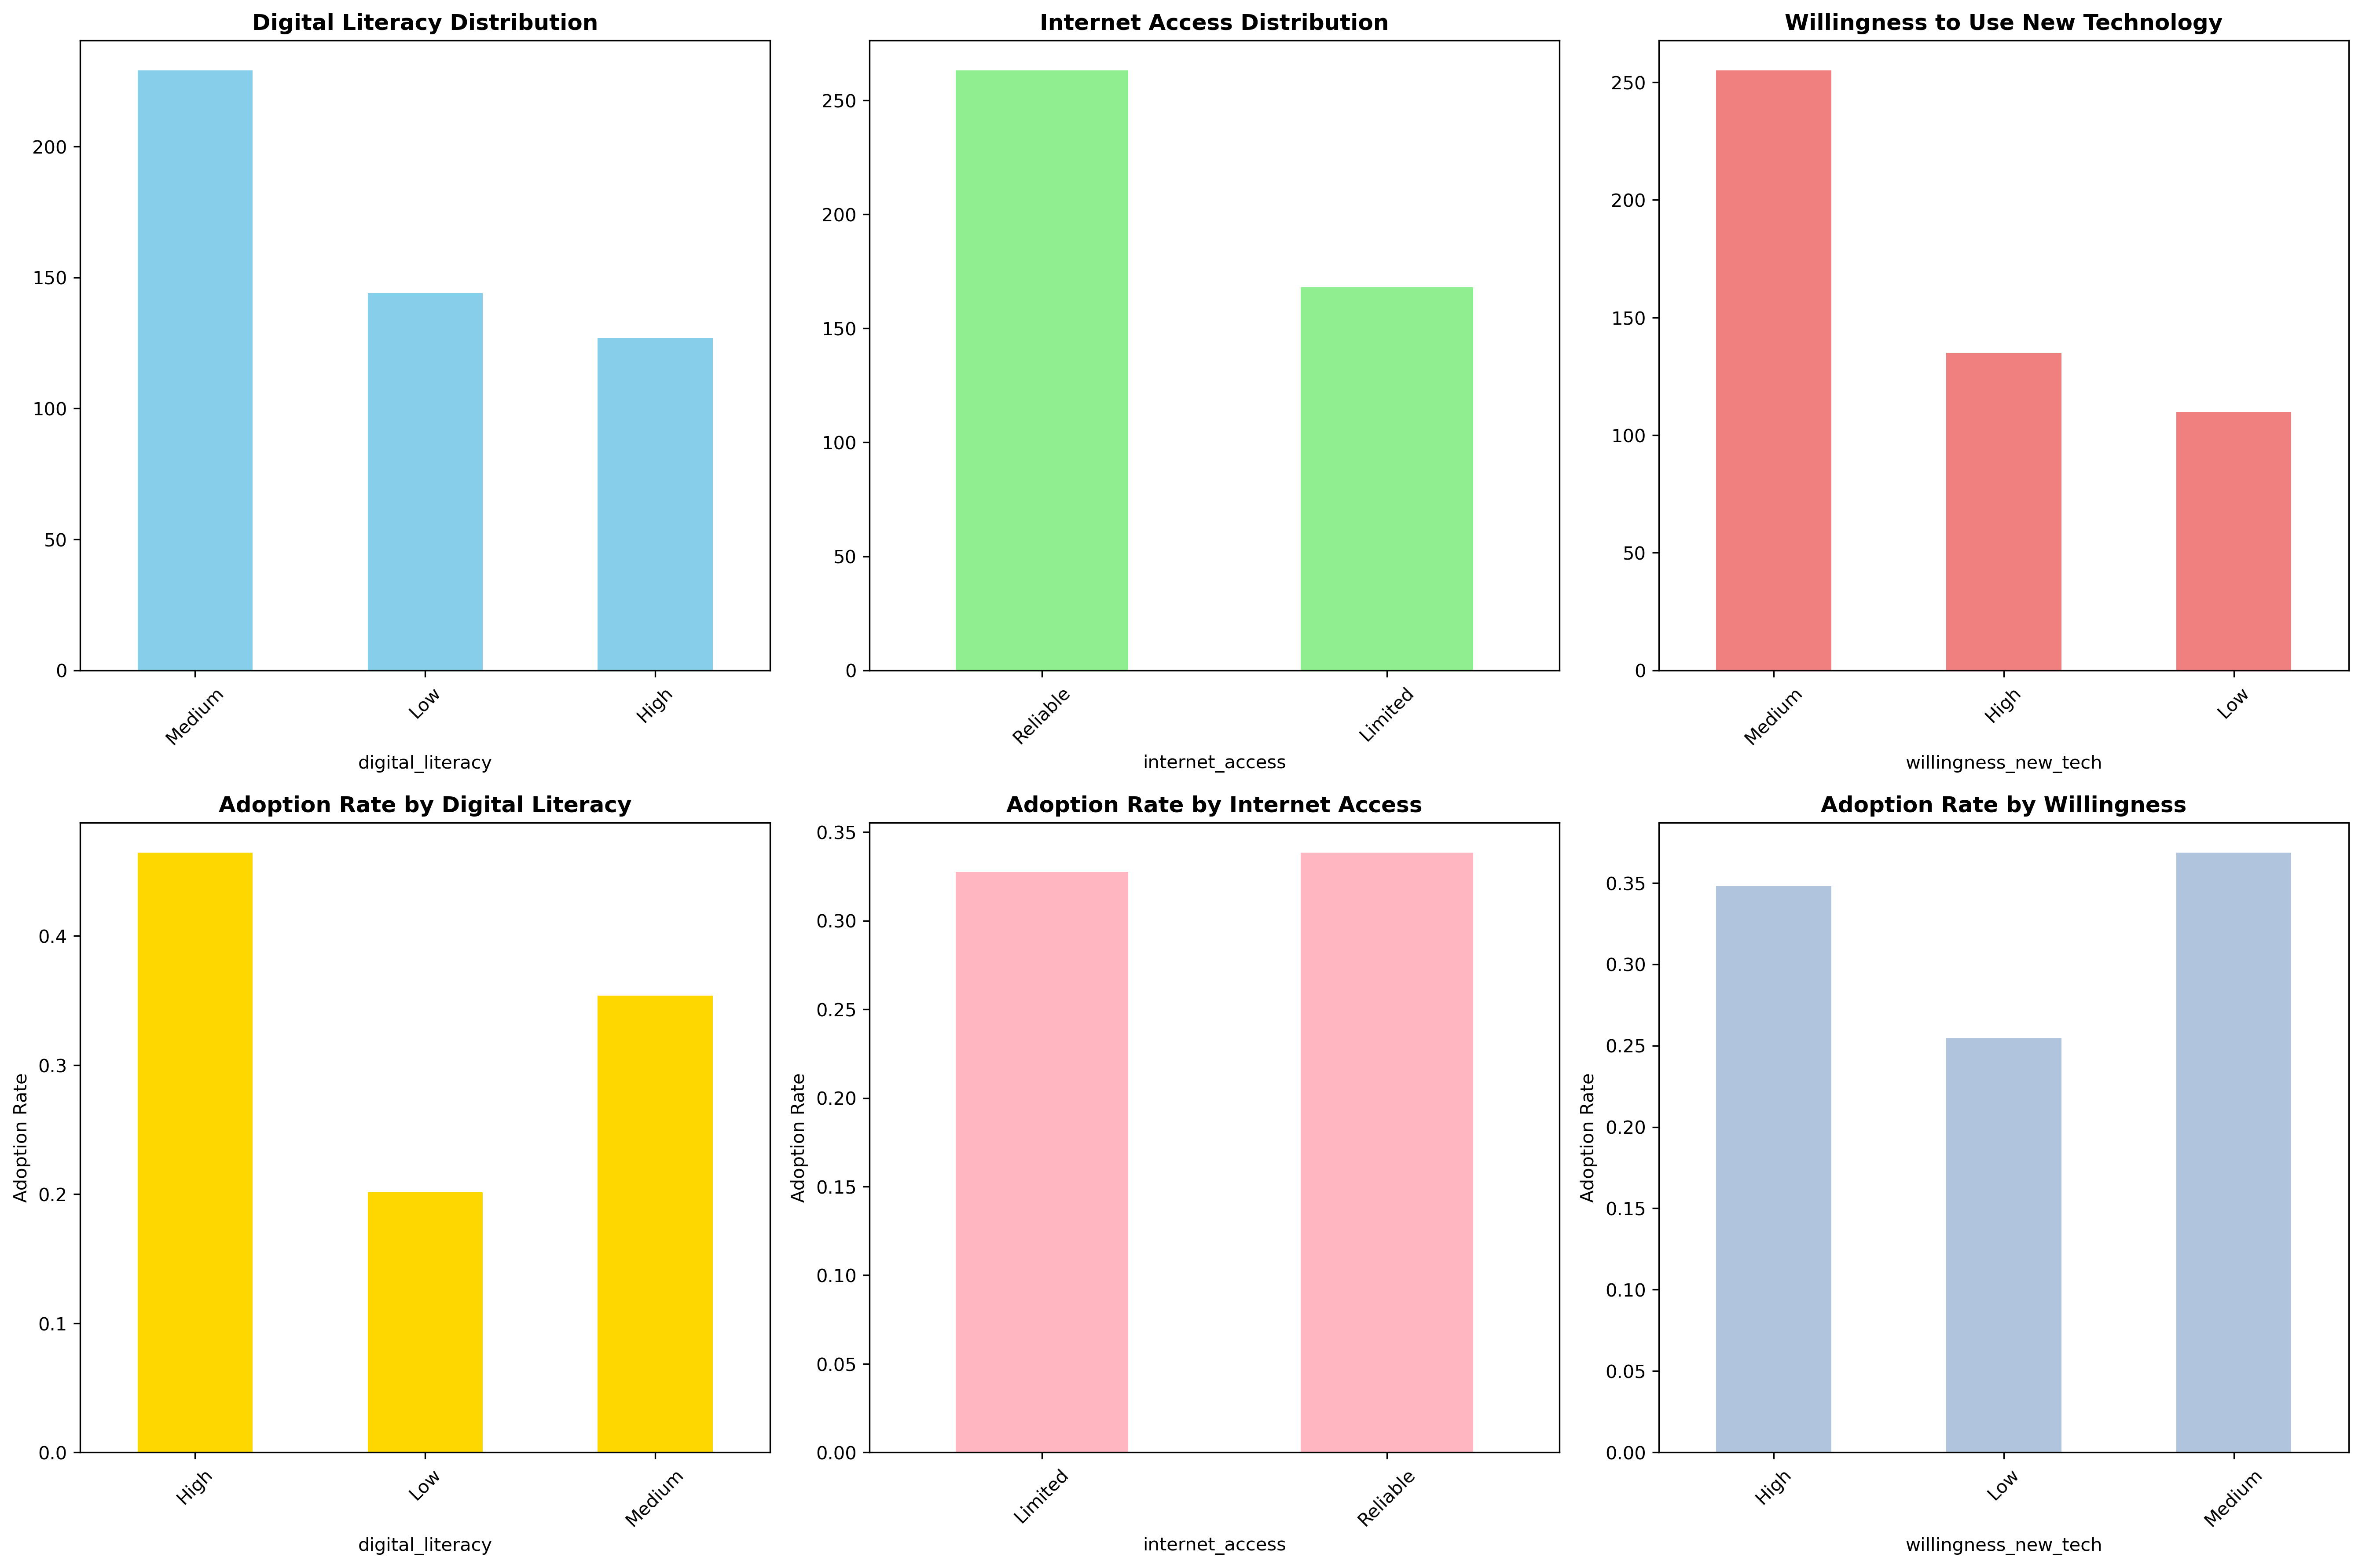 Digital Literacy Distribution
200
150
100
50
0
Medium
Low
High
digital_literacy
Internet Access Distribution
250
200
150
100
50
0
Reliable
Limited
internet_access
Willingness to Use New Technology
250
200
150
100
50
0
Medium
High
Low
willingness_new_tech
Adoption Rate by Digital Literacy
Adoption Rate
0.4
0.3
0.2
0.1
0.0
High
Low
Medium
digital_literacy
Adoption Rate by Internet Access
Adoption Rate
0.35
0.30
0.25
0.20
0.15
0.10
0.05
0.00
Limited
Reliable
internet_access
Adoption Rate by Willingness
Adoption Rate
0.35
0.30
0.25
0.20
0.15
0.10
0.05
0.00
High
Low
Medium
willingness_new_tech